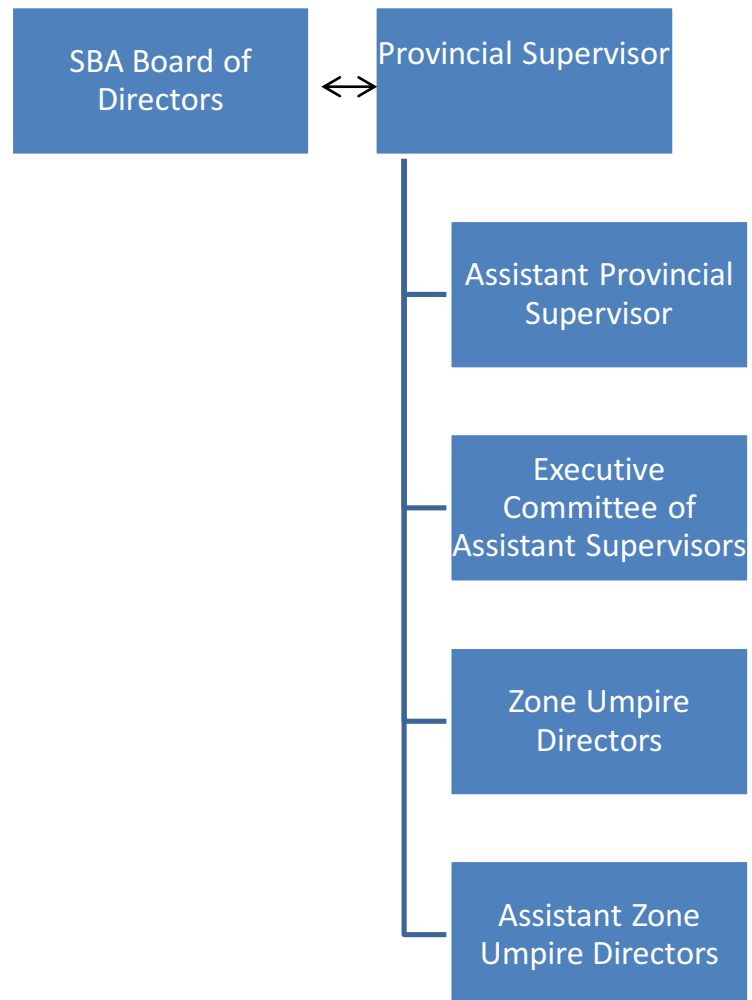 SBA Board of
Directors
Provincial Supervisor
Assistant Provincial
Supervisor
Executive
Committee of
Assistant Supervisors
Zone Umpire
Directors
Assistant Zone
Umpire Directors